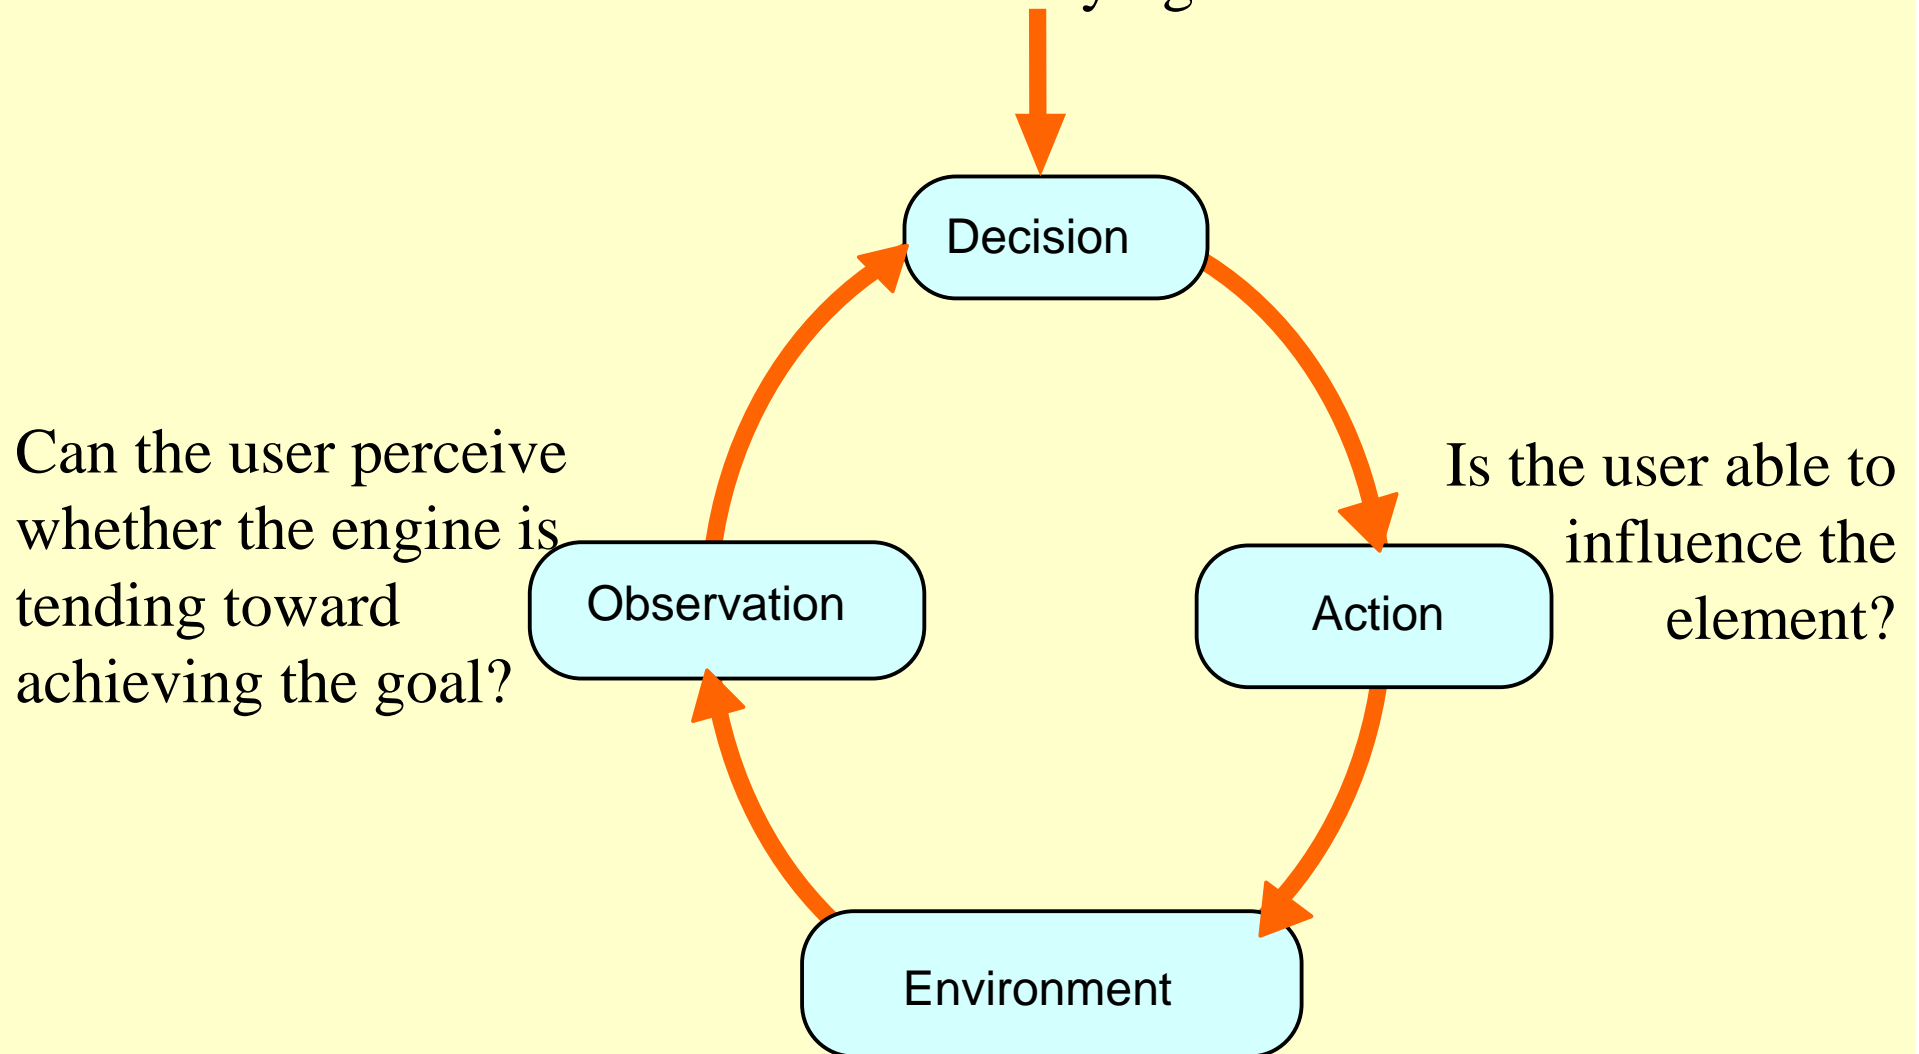 Decision
Can the user perceive
whether the engine is
tending toward
achieving the goal?
Observation
Action
Is the user able to
influence the
element?
Environment